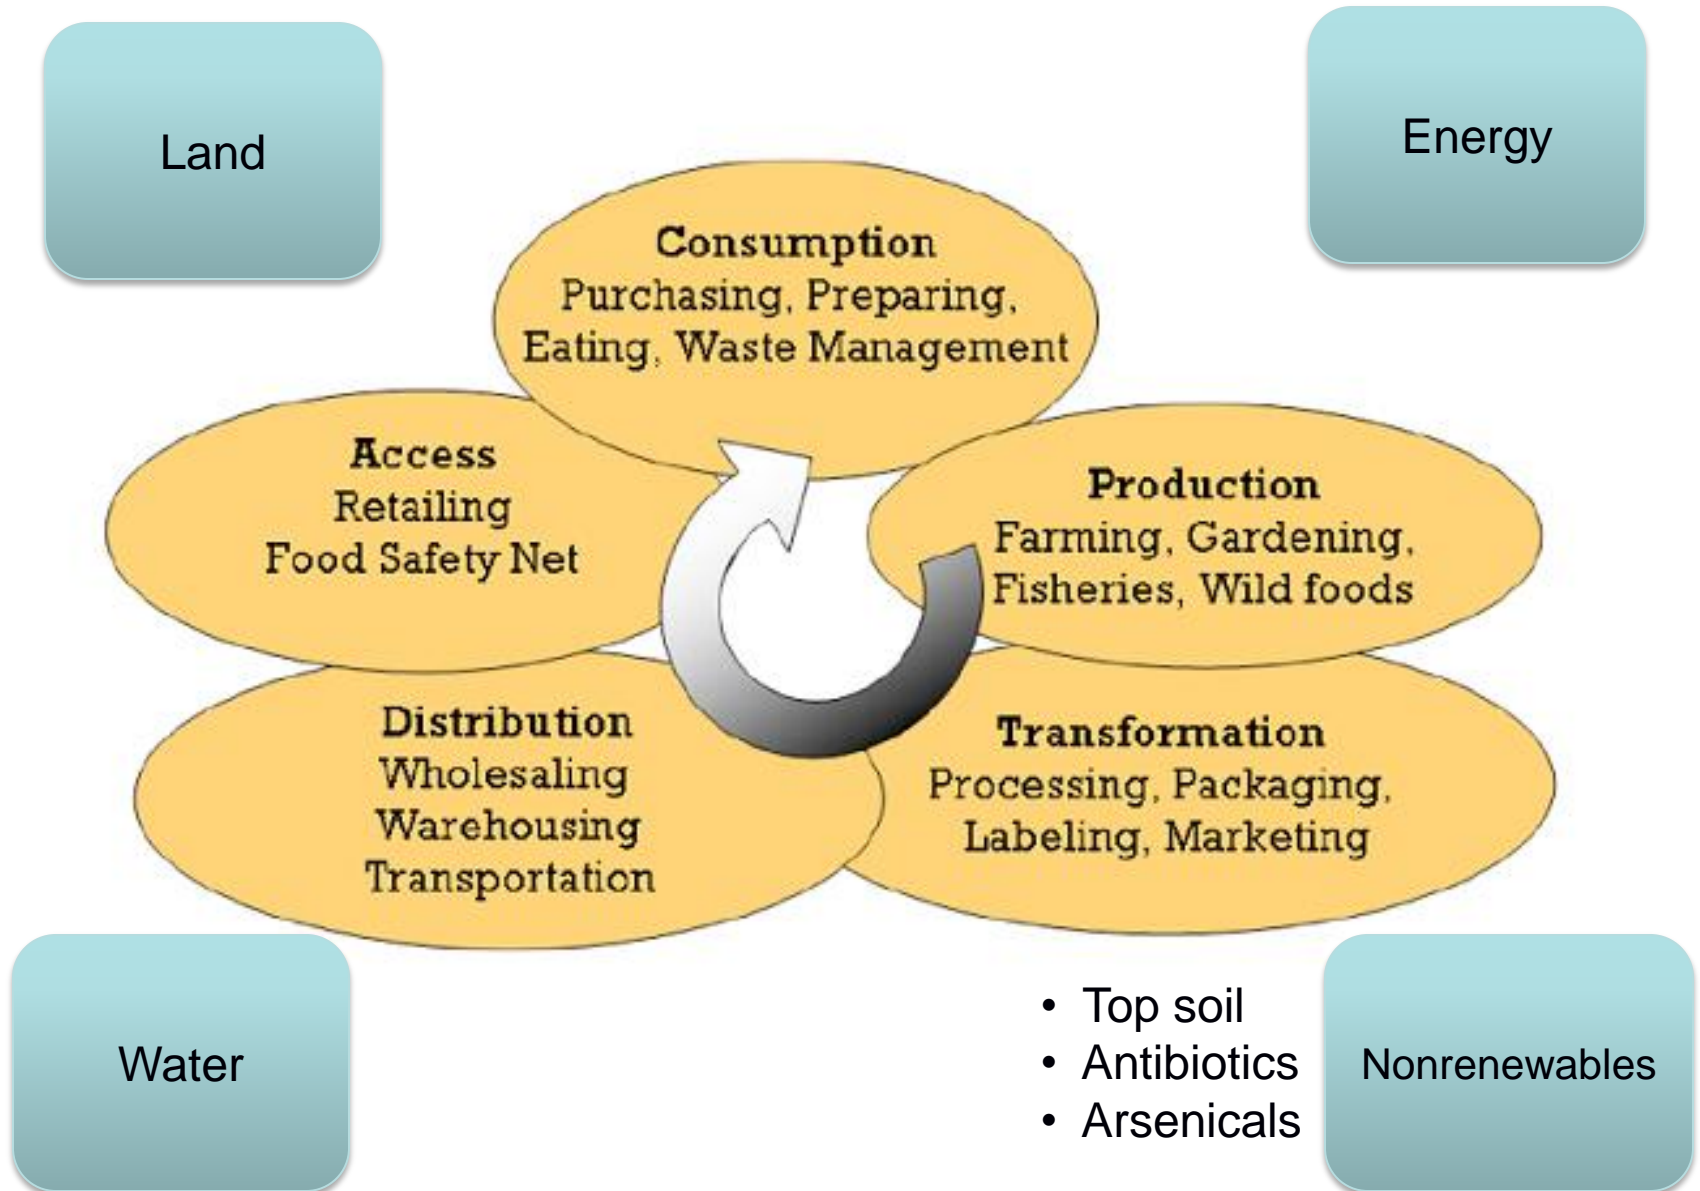 Land
Energy
Consumption
Purchasing, Preparing,
Eating, Waste Management
Access
Retailing
Food Safety Net
Production
Farming, Gardening,
Fisheries, Wild foods
Distribution
Wholesaling
Warehousing
Transportation
Transformation
Processing, Packaging,
Labeling, Marketing
Water
• Top soil
• Antibiotics
• Arsenicals
Nonrenewables